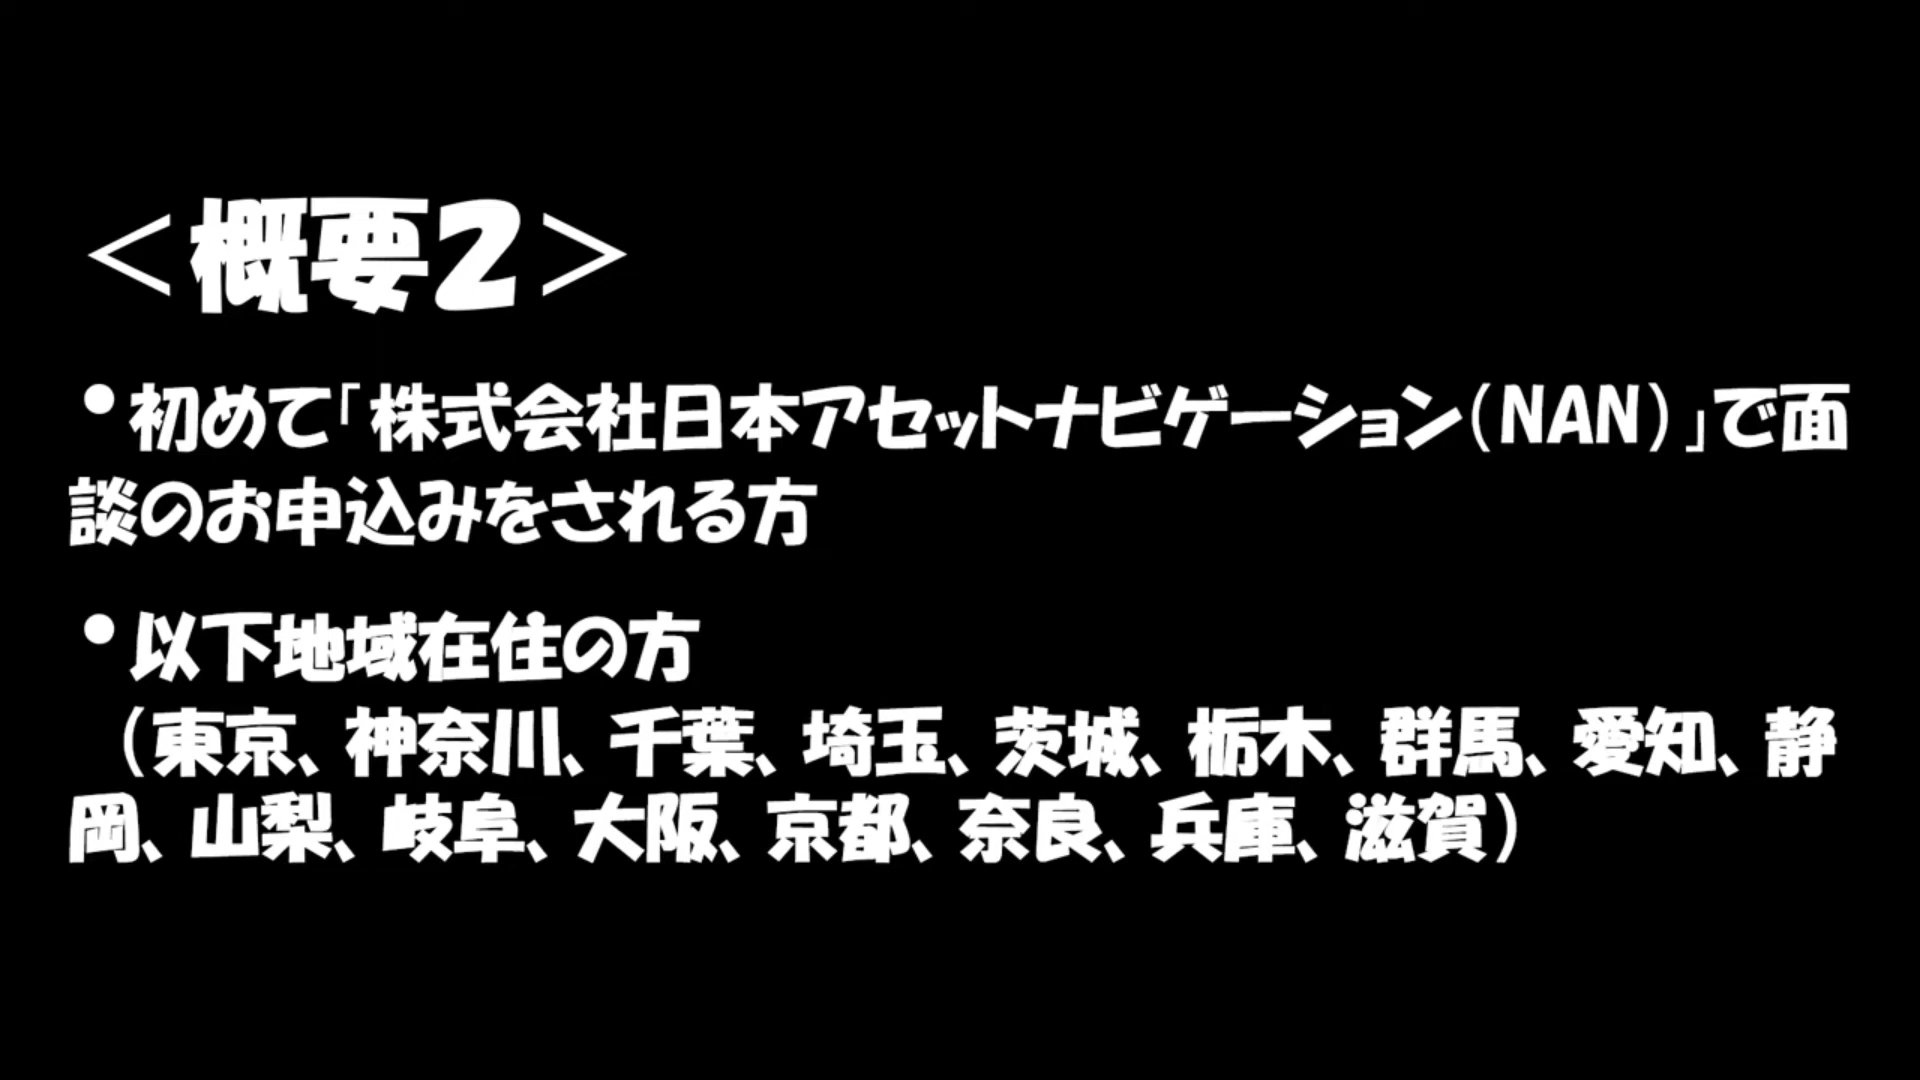 ＜概要2＞
・初めて「株式会社日本アセットナビゲーション（NAN）」で面
談のお申込みをされる方
・以下地域在住の方
（東京、神奈川、千葉、埼玉、茨城、栃木、群馬、愛知、静
岡、山梨、岐阜、大阪、京都、奈良、兵庫、滋賀）